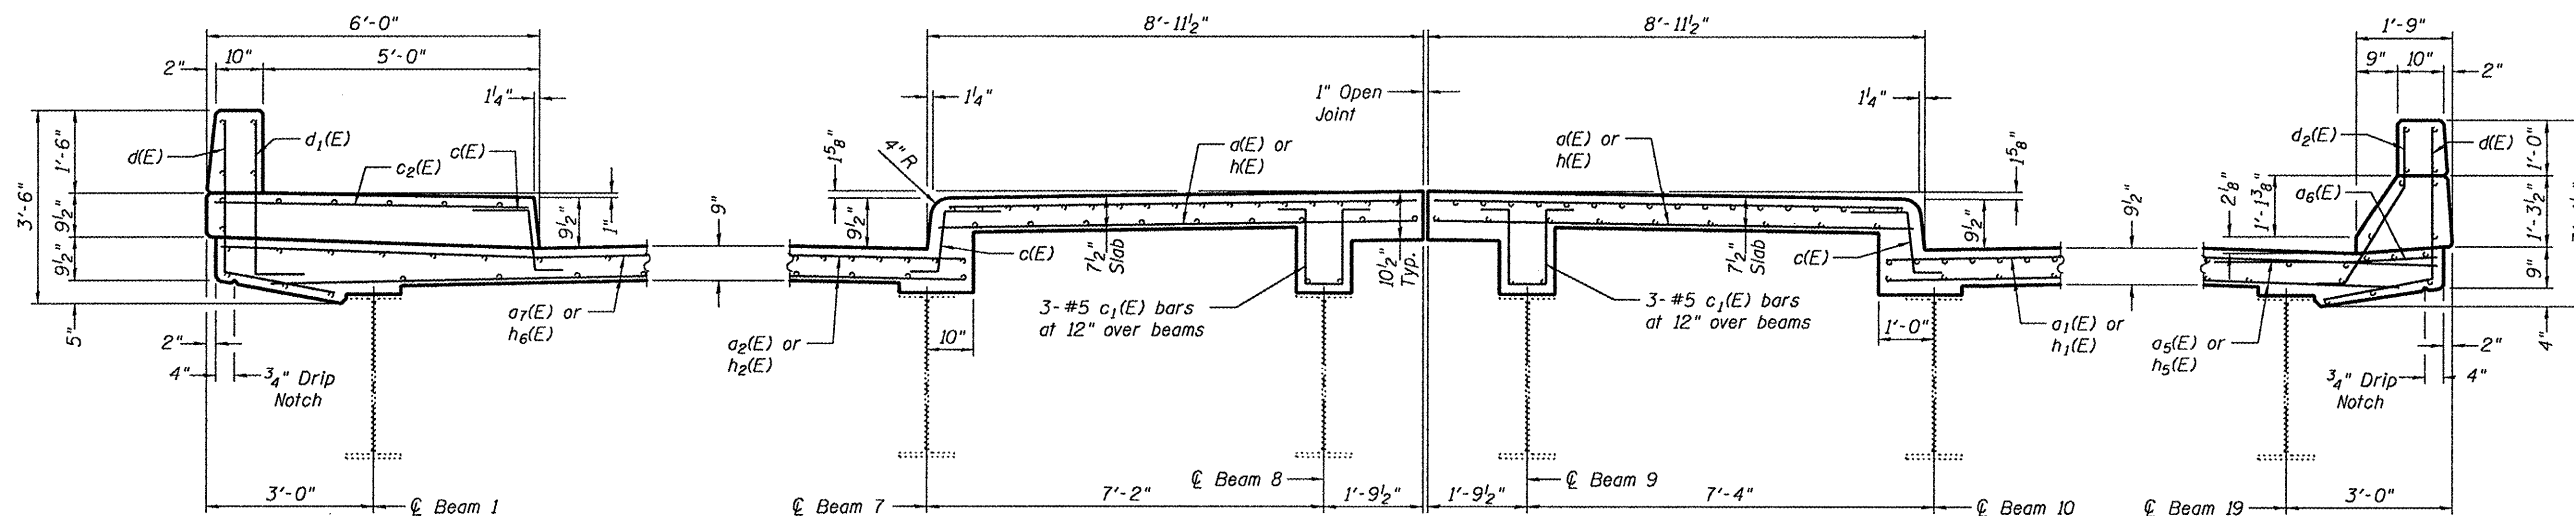 6'-0"
8'-11½"
8'-11½"
1'-9"
2"
10"
5'-0"
9"
10"
2"
1¼"
1¼"
1" Open
Joint
1¼"
3'-6"
1'-6"
9½"
9½"
5"
d(E)
d₁(E)
c₂(E)
c(E)
9½"
1"
9"
1⅝"
9½"
4" R
a(E) or
h(E)
a(E) or
h(E)
7½"
Slab
10½"
Typ.
7½"
Slab
1⅝"
9½"
c(E)
c(E)
d₂(E)
d(E)
a₆(E)
9½"
2⅛"
1'-1⅜"
1'-0"
1'-3½"
9"
4"
a₇(E) or
h₆(E)
a₂(E) or
h₂(E)
10"
3-#5 c₁(E) bars
at 12" over beams
3-#5 c₁(E) bars
at 12" over beams
1'-0"
a₁(E) or
h₁(E)
a₅(E) or
h₅(E)
2"
4"
¾" Drip
Notch
2"
4"
¾" Drip
Notch
3'-0"
℄ Beam 1
℄ Beam 7
7'-2"
℄ Beam 8
1'-9½"
1'-9½"
℄ Beam 9
7'-4"
℄ Beam 10
℄ Beam 19
3'-0"